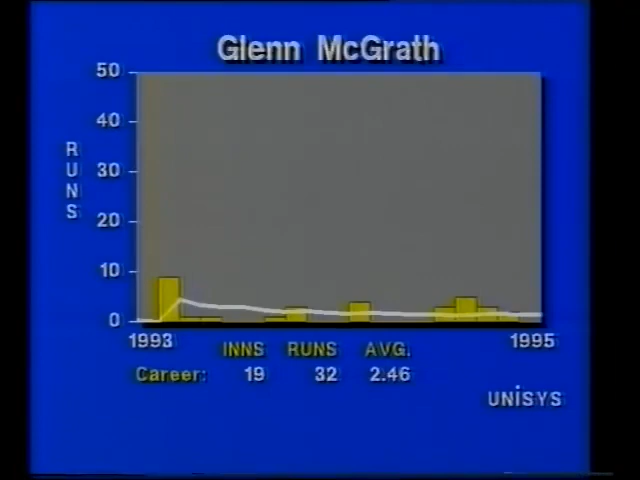 Glenn McGrath
50
40
30
20
10
0
RUNS
1993 1995
INNS RUNS AVG.
Career: 19 32 2.46
UNiSYS